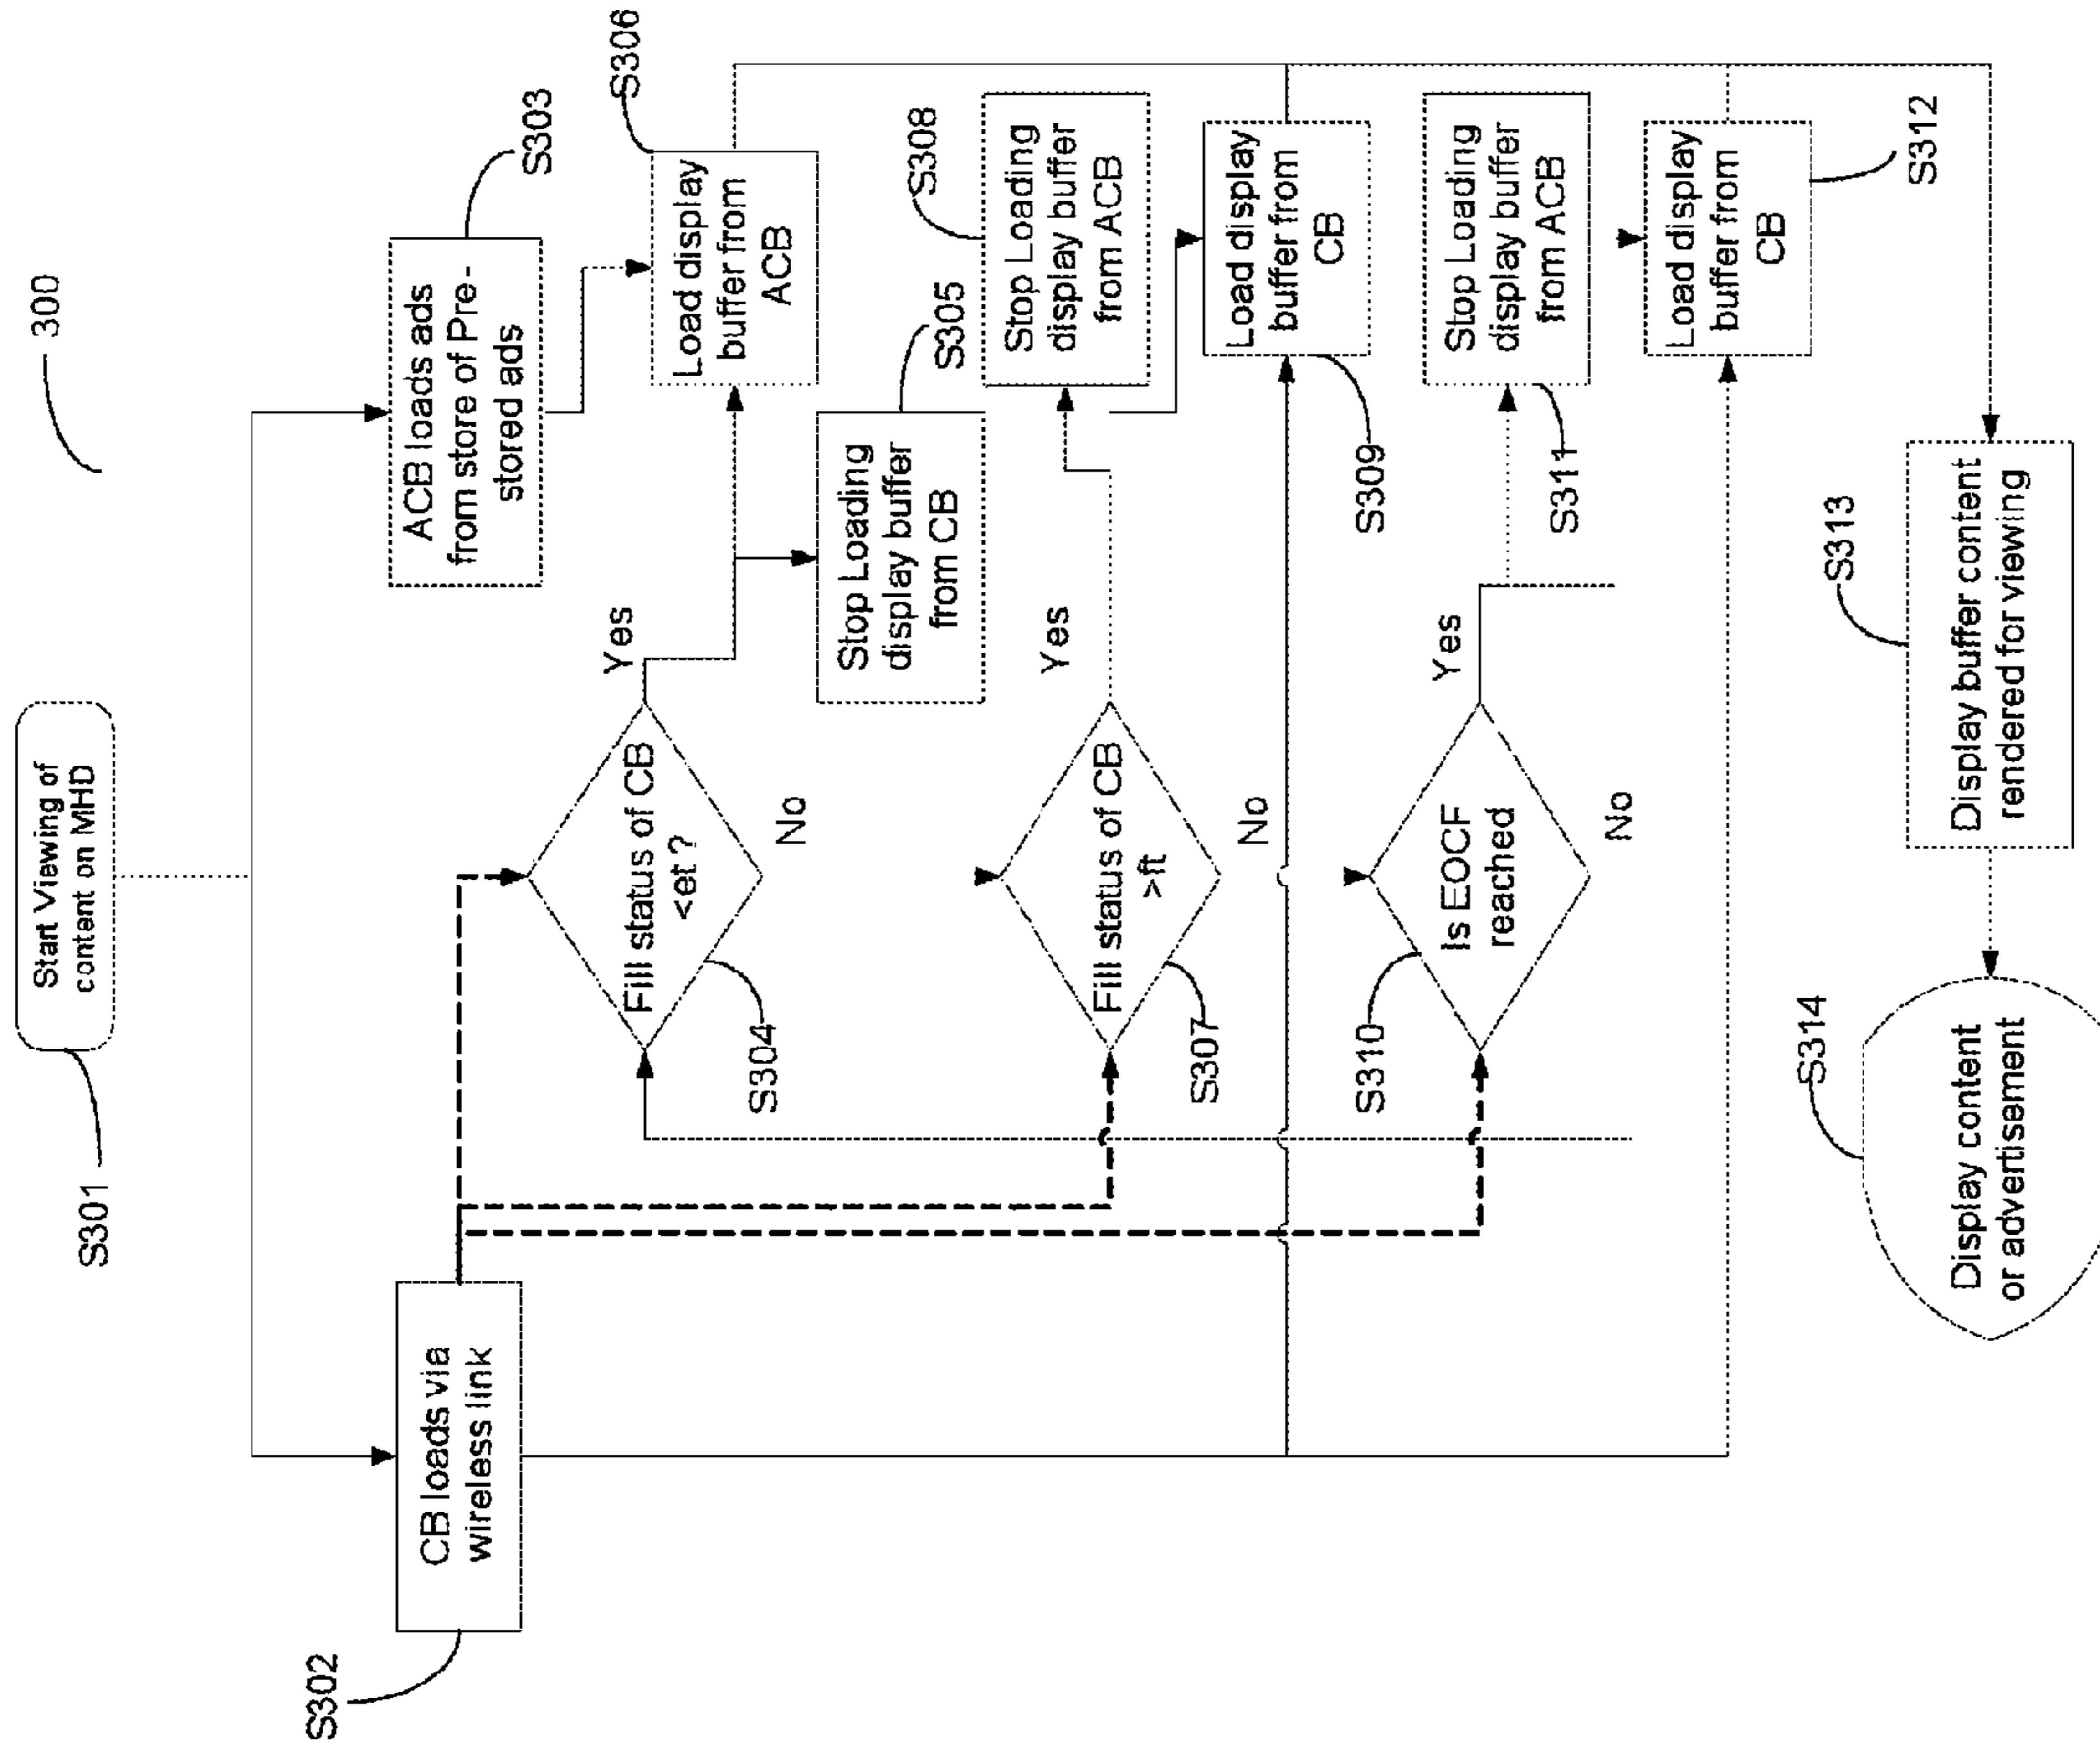 300
Start Viewing of
content on MHD
S301
CB loads via
wireless link
S302
ACB loads ads
from store of Pre-
stored ads
S303
Fill status of CB
<et ?
S304
Yes
No
Stop Loading
display buffer
from CB
S305
Load display
buffer from
ACB
S306
Fill status of CB
>ft
S307
Yes
No
Stop Loading
display buffer
from ACB
S308
Load display
buffer from
CB
S309
Is EOCF
reached
S310
Yes
No
Stop Loading
display buffer
from ACB
S311
Load display
buffer from
CB
S312
Display buffer content
rendered for viewing
S313
Display content
or advertisement
S314